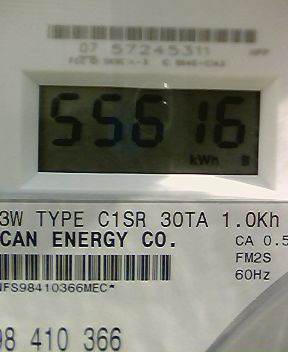 07 57245311
55616
kWh
3W TYPE C1SR 30TA 1.0Kh
CAN ENERGY CO.
CA 0.5
FM2S
60Hz
NFS98410366MEC*
98 410 366